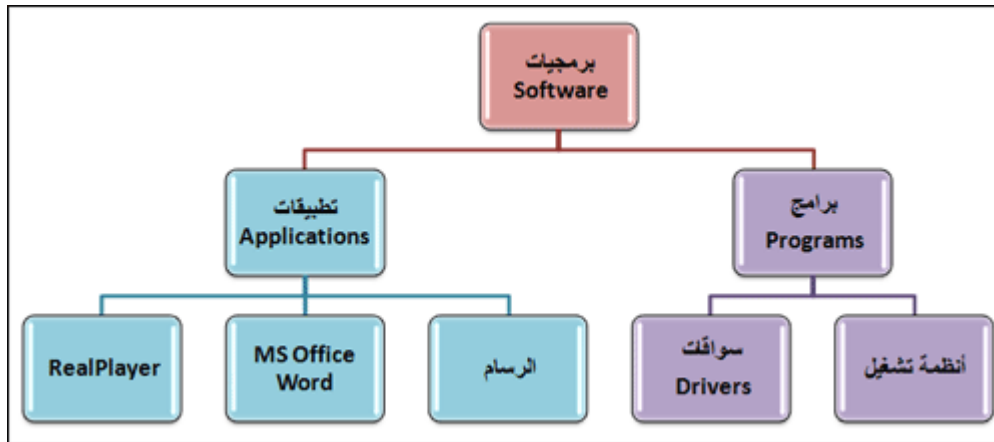 برمجيات
Software
برامج
Programs
تطبيقات
Applications
أنظمة تشغيل
سواقات
Drivers
الرسام
MS Office
Word
RealPlayer